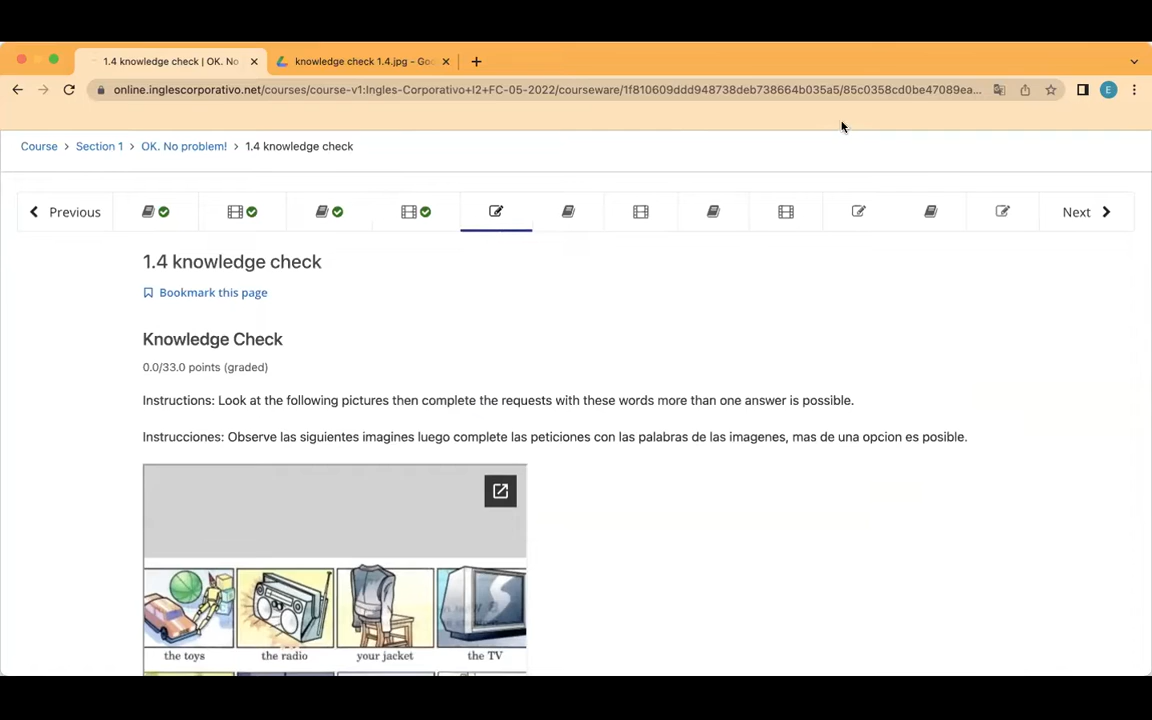 1.4 knowledge check | OK. No
knowledge check 1.4.jpg - Goo
online.inglescorporativo.net/courses/course-v1:Ingles-Corporativo+I2+FC-05-2022/courseware/1f810609ddd948738deb738664b035a5/85c0358cd0be47089ea...
E
Course > Section 1 > OK. No problem! > 1.4 knowledge check
Previous
Next
1.4 knowledge check
Bookmark this page
Knowledge Check
0.0/33.0 points (graded)
Instructions: Look at the following pictures then complete the requests with these words more than one answer is possible.
Instrucciones: Observe las siguientes imagines luego complete las peticiones con las palabras de las imagenes, mas de una opcion es posible.
the toys the radio your jacket the TV